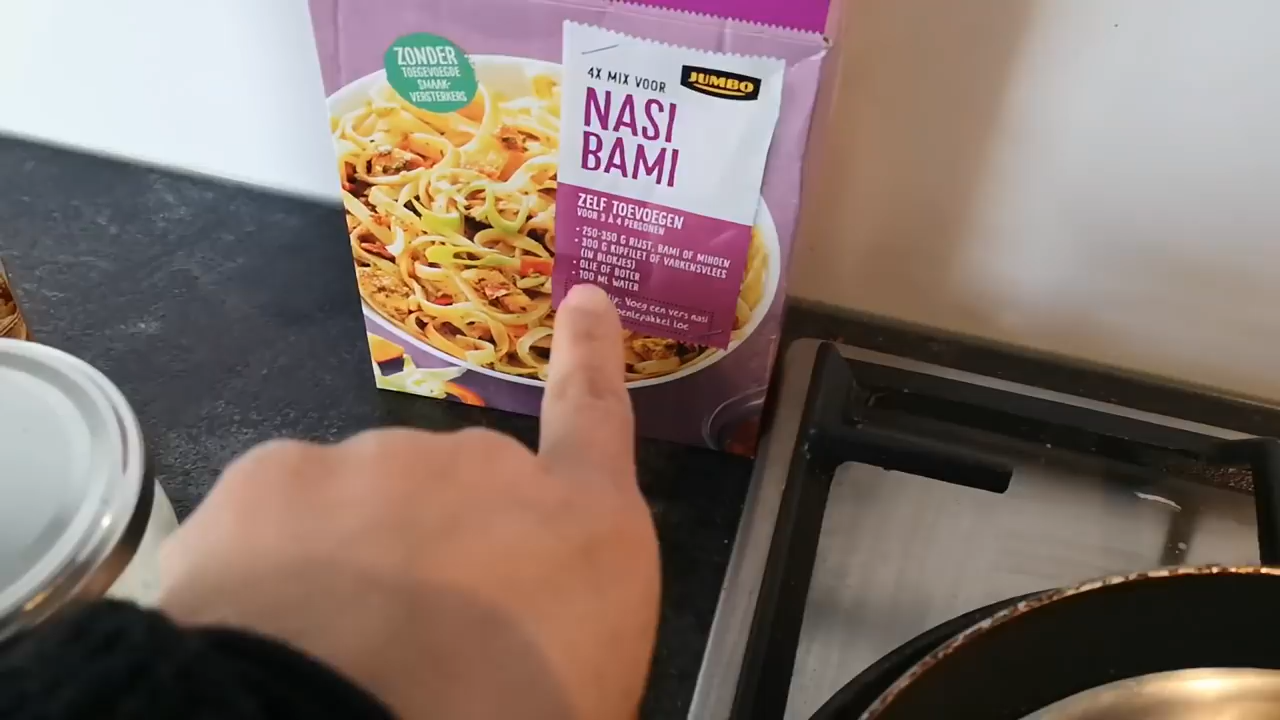 ZONDER
TOEGEVOEGDE
SMAAK-
VERSTERKERS
4X MIX VOOR
JUMBO
NASI
BAMI
ZELF TOEVOEGEN
VOOR 3 À 4 PERSONEN
• 250-350 G RIJST, BAMI OF MIHOEN
• 300 G KIPFILET OF VARKENSVLEES
(IN BLOKJES)
• OLIE OF BOTER
• 100 ML WATER
Voeg een vers nasi
toe